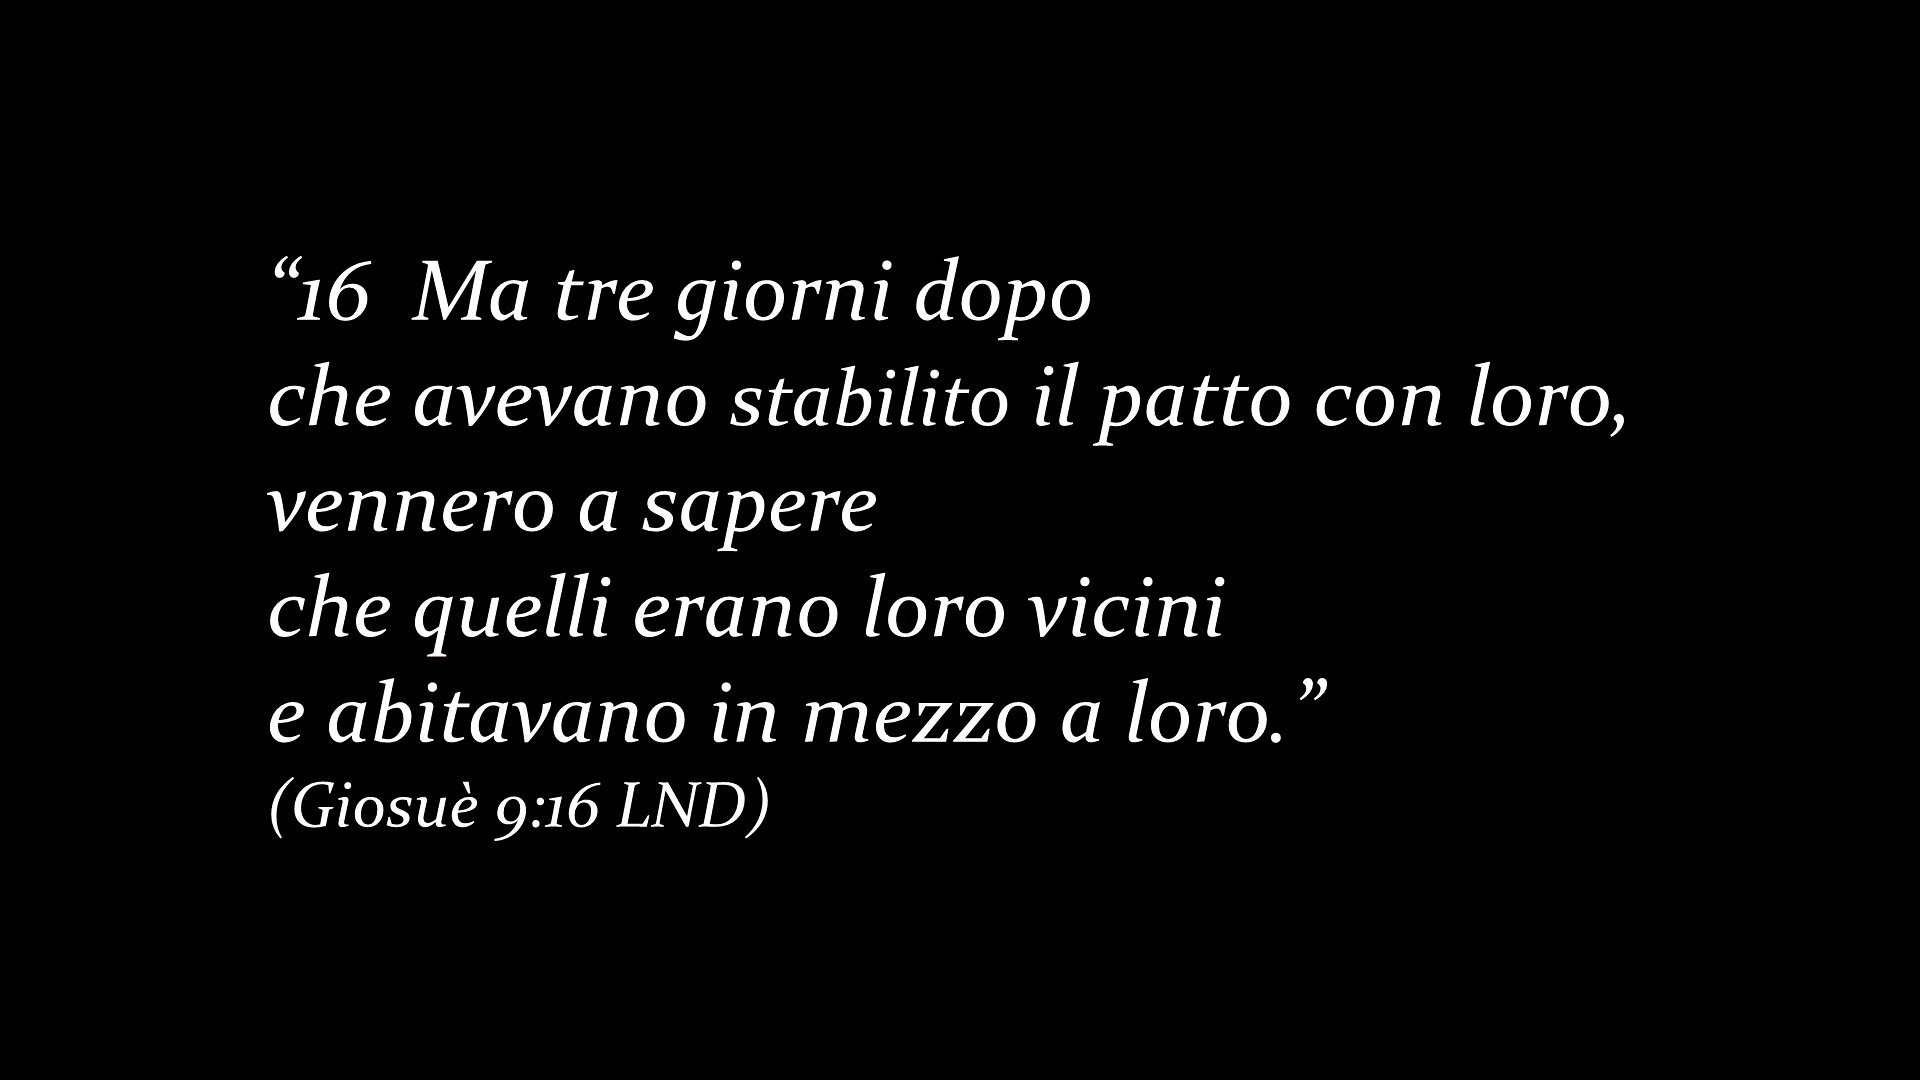 “16  Ma tre giorni dopo
che avevano stabilito il patto con loro,
vennero a sapere
che quelli erano loro vicini
e abitavano in mezzo a loro.”
(Giosuè 9:16 LND)